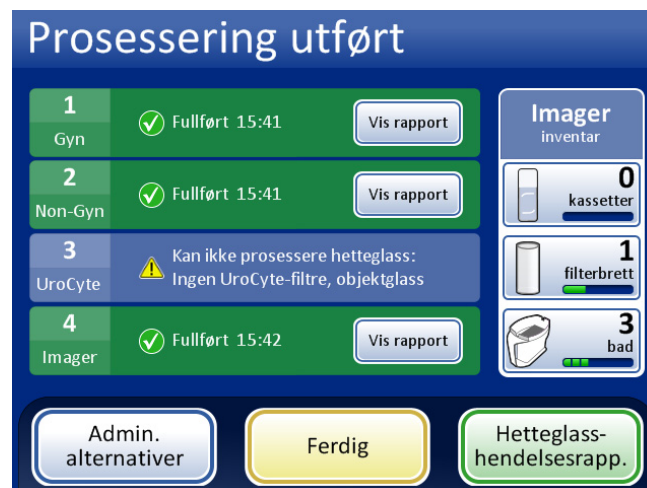 Prosessering utført
1
Gyn
Fullført 15:41
Vis rapport
2
Non-Gyn
Fullført 15:41
Vis rapport
3
UroCyte
Kan ikke prosessere hetteglass:
Ingen UroCyte-filtre, objektglass
4
Imager
Fullført 15:42
Vis rapport
Imager
inventar
0
kassetter
1
filterbrett
3
bad
Admin.
alternativer
Ferdig
Hetteglass-
hendelsesrapp.